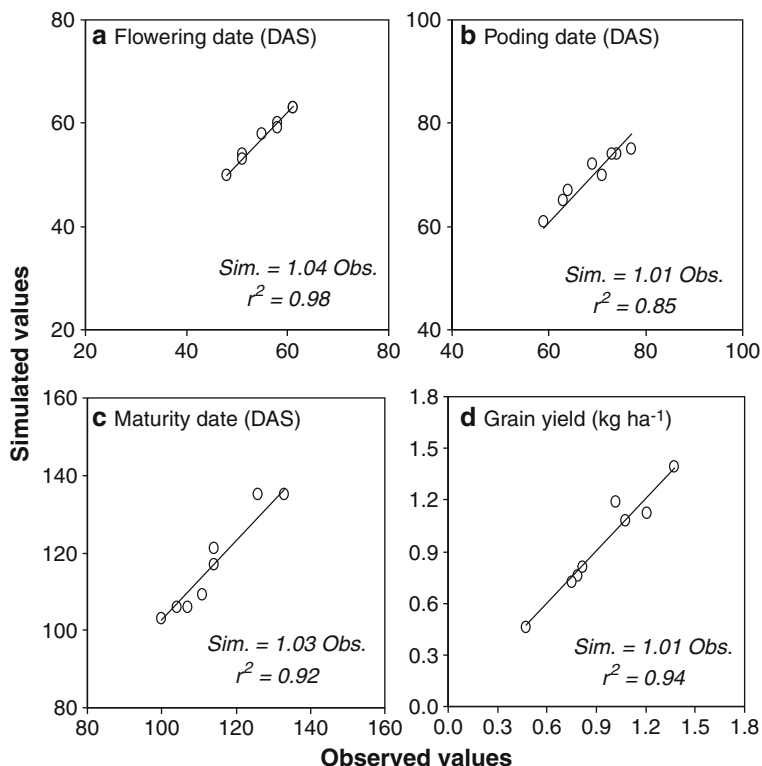 a Flowering date (DAS)
80
60
40
20
20 40 60 80
Sim. = 1.04 Obs.
r² = 0.98
b Poding date (DAS)
100
80
60
40
40 60 80 100
Sim. = 1.01 Obs.
r² = 0.85
Simulated values
c Maturity date (DAS)
160
140
120
100
80
80 100 120 140 160
Sim. = 1.03 Obs.
r² = 0.92
d Grain yield (kg ha⁻¹)
1.8
1.5
1.2
0.9
0.6
0.3
0.0
0.0 0.3 0.6 0.9 1.2 1.5 1.8
Sim. = 1.01 Obs.
r² = 0.94
Observed values